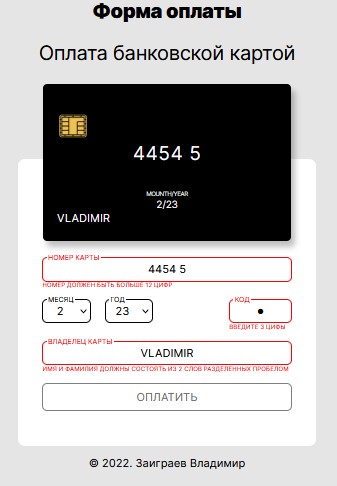 Форма оплаты
Оплата банковской картой
4454 5
MOUNTH/YEAR
2/23
VLADIMIR
НОМЕР КАРТЫ
4454 5
НОМЕР ДОЛЖЕН БЫТЬ БОЛЬШЕ 12 ЦИФР
МЕСЯЦ ГОД КОД
2 23 ●
ВВЕДИТЕ 3 ЦИФЫ
ВЛАДЕЛЕЦ КАРТЫ
VLADIMIR
ИМЯ И ФАМИЛИЯ ДОЛЖНЫ СОСТОЯТЬ ИЗ 2 СЛОВ РАЗДЕЛЕННЫХ ПРОБЕЛОМ
ОПЛАТИТЬ
© 2022. Заиграев Владимир